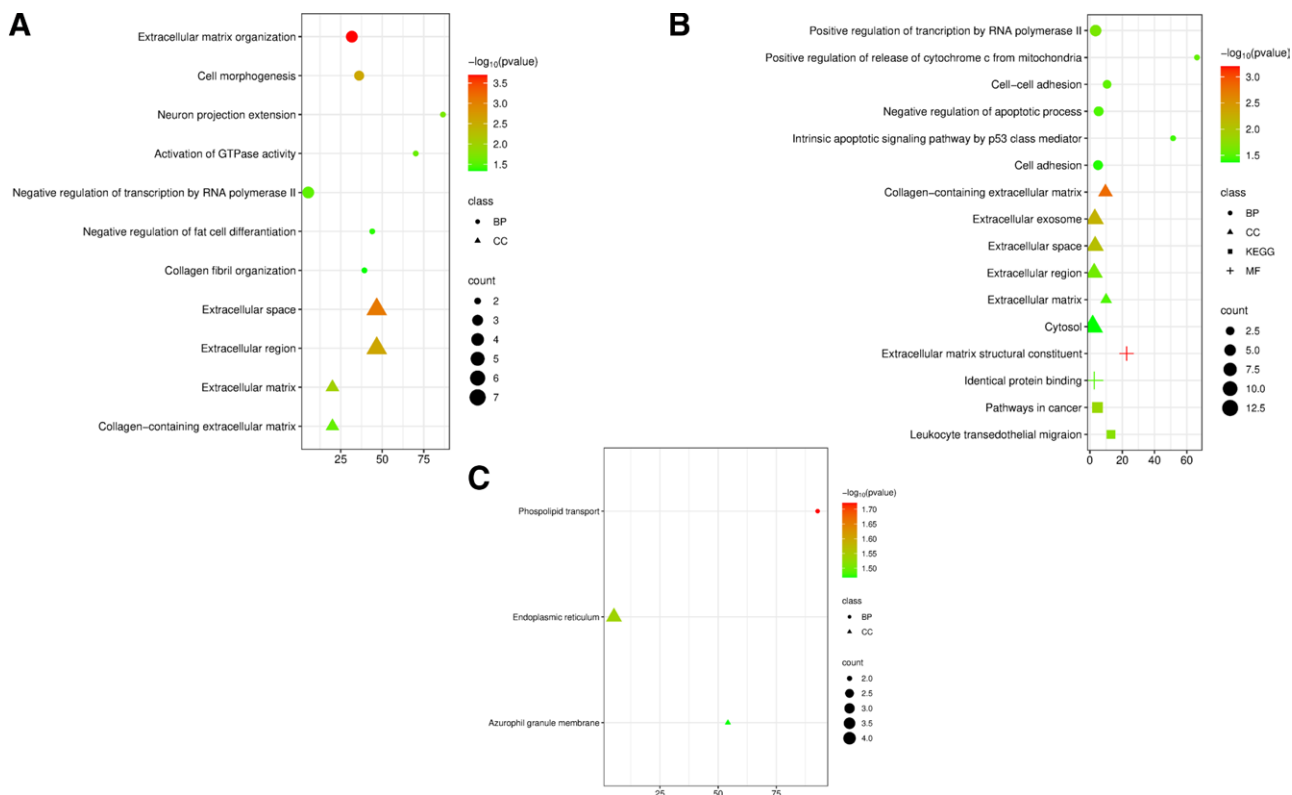 A
Extracellular matrix organization
Cell morphogenesis
Neuron projection extension
Activation of GTPase activity
Negative regulation of transcription by RNA polymerase II
Negative regulation of fat cell differantiation
Collagen fibril organization
Extracellular space
Extracellular region
Extracellular matrix
Collagen−containing extracellular matrix
25 50 75
−log10(pvalue)
3.5
3.0
2.5
2.0
1.5
class
BP
CC
count
2
3
4
5
6
7
B
Positive regulation of trancription by RNA polymerase II
Positive regulation of release of cytochrome c from mitochondria
Cell−cell adhesion
Negative regulation of apoptotic process
Intrinsic apoptotic signaling pathway by p53 class mediator
Cell adhesion
Collagen−containing extracellular matrix
Extracellular exosome
Extracellular space
Extracellular region
Extracellular matrix
Cytosol
Extracellular matrix structural constituent
Identical protein binding
Pathways in cancer
Leukocyte transedothelial migraion
0 20 40 60
−log10(pvalue)
3.0
2.5
2.0
1.5
class
BP
CC
KEGG
MF
count
2.5
5.0
7.5
10.0
12.5
C
Phospolipid transport
Endoplasmic reticulum
Azurophil granule membrane
25 50 75
−log10(pvalue)
1.70
1.65
1.60
1.55
1.50
class
BP
CC
count
2.0
2.5
3.0
3.5
4.0